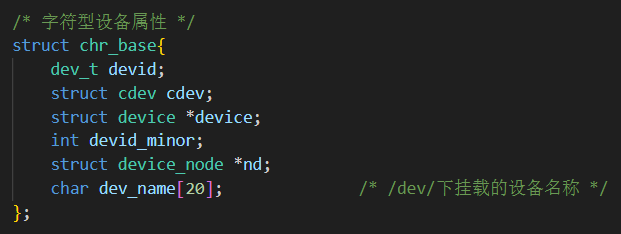 /* 字符型设备属性 */
struct chr_base{
    dev_t devid;
    struct cdev cdev;
    struct device *device;
    int devid_minor;
    struct device_node *nd;
    char dev_name[20];             /* /dev/下挂载的设备名称 */
};